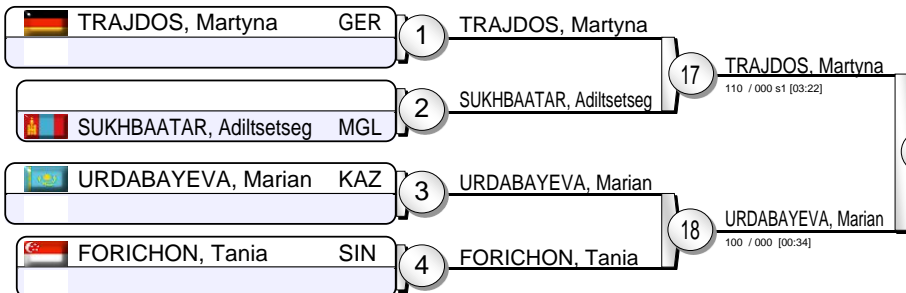 TRAJDOS, Martyna GER
1
TRAJDOS, Martyna
SUKHBAATAR, Adiltsetseg MGL
2
SUKHBAATAR, Adiltsetseg
17
TRAJDOS, Martyna
110 / 000 s1 [03:22]
URDABAYEVA, Marian KAZ
3
URDABAYEVA, Marian
FORICHON, Tania SIN
4
FORICHON, Tania
18
URDABAYEVA, Marian
100 / 000 [00:34]